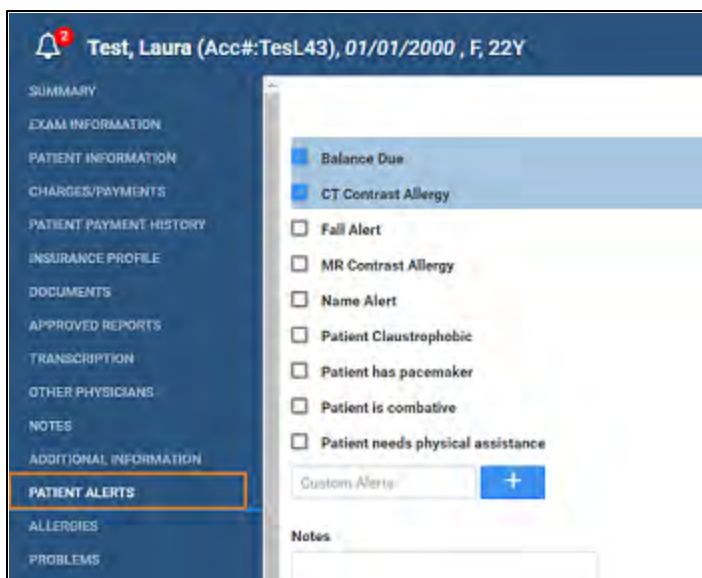 2
Test, Laura (Acc#:TesL43), 01/01/2000 , F, 22Y
SUMMARY
EXAM INFORMATION
PATIENT INFORMATION
CHARGES/PAYMENTS
PATIENT PAYMENT HISTORY
INSURANCE PROFILE
DOCUMENTS
APPROVED REPORTS
TRANSCRIPTION
OTHER PHYSICIANS
NOTES
ADDITIONAL INFORMATION
PATIENT ALERTS
ALLERGIES
PROBLEMS
Balance Due
CT Contrast Allergy
Fall Alert
MR Contrast Allergy
Name Alert
Patient Claustrophobic
Patient has pacemaker
Patient is combative
Patient needs physical assistance
Custom Alerts
+
Notes